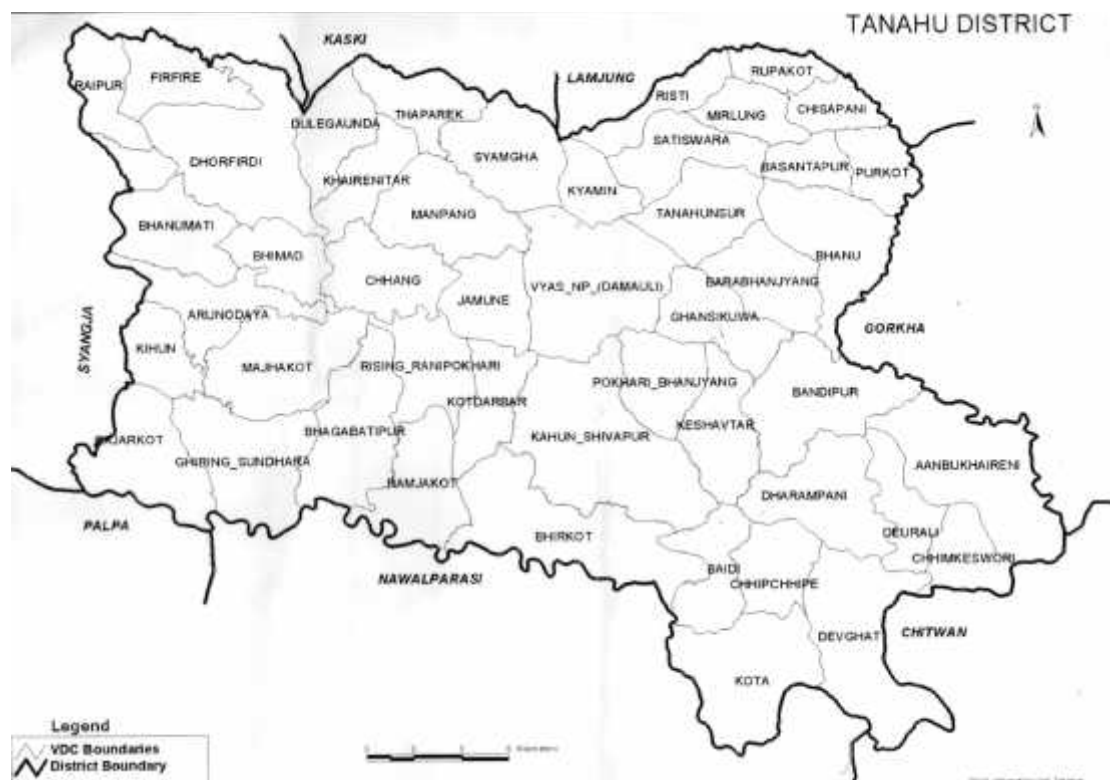 TANAHU DISTRICT
KASKI
LAMJUNG
RUPAKOT
FIRFIRE
RAIPUR
RISTI
CHISAPANI
THAPAREK
MIRLUNG
DULEGAUNDA
SATISWARA
SYAMGHA
DHORFIRDI
BASANTAPUR
PURKOT
KHAIRENITAR
KYAMIN
MANPANG
TANAHUNSUR
BHANUMATI
BHIMAD
BHANU
CHHANG
BARABHANJYANG
VYAS_NP_(DAMAULI)
JAMUNE
ARUNODAYA
GHANSIKUWA
GORKHA
SYANGJA
KIHUN
MAJHAKOT
RISING_RANIPOKHARI
POKHARI_BHANJYANG
BANDIPUR
KOTDARBAR
KESHAVTAR
BHAGABATIPUR
KAHUN_SHIVAPUR
GHIRING_SUNDHARA
AANBUKHAIRENI
DHARAMPANI
PALPA
BHIRKOT
DEURALI
CHHIMKESWORI
BAIDI
NAWALPARASI
CHHIPCHHIPE
DEVGHAT
CHITWAN
KOTA
Legend
VDC Boundaries
District Boundary